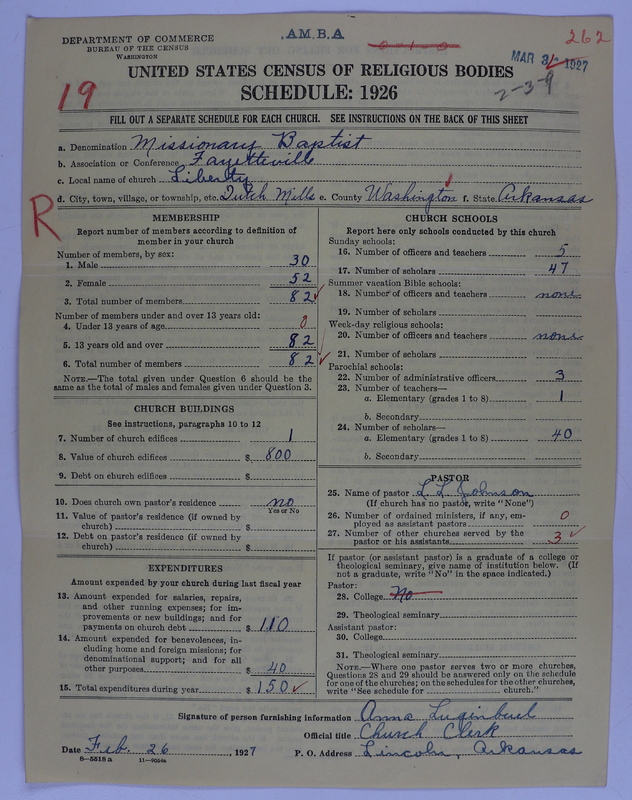 A.M.B.A
262
DEPARTMENT OF COMMERCE
BUREAU OF THE CENSUS
WASHINGTON
MAR 3 1927
2-3-9
19
UNITED STATES CENSUS OF RELIGIOUS BODIES
SCHEDULE: 1926
FILL OUT A SEPARATE SCHEDULE FOR EACH CHURCH. SEE INSTRUCTIONS ON THE BACK OF THIS SHEET
a. Denomination Missionary Baptist
b. Association or Conference Fayetteville
c. Local name of church Liberty
d. City, town, village, or township, etc. Dutch Mills e. County Washington f. State Arkansas
R
MEMBERSHIP
Report number of members according to definition of
member in your church
Number of members, by sex:
1. Male 30
2. Female 52
3. Total number of members 82
Number of members under and over 13 years old:
4. Under 13 years of age 0
5. 13 years old and over 82
6. Total number of members 82
NOTE.—The total given under Question 6 should be the
same as the total of males and females given under Question 3.
CHURCH BUILDINGS
See instructions, paragraphs 10 to 12
7. Number of church edifices 1
8. Value of church edifices $ 800
9. Debt on church edifices $
10. Does church own pastor's residence no
Yes or No
11. Value of pastor's residence (if owned by
church) $
12. Debt on pastor's residence (if owned by
church) $
EXPENDITURES
Amount expended by your church during last fiscal year
13. Amount expended for salaries, repairs,
and other running expenses; for im-
provements or new buildings; and for
payments on church debt $ 110
14. Amount expended for benevolences, in-
cluding home and foreign missions; for
denominational support; and for all
other purposes $ 40
15. Total expenditures during year $ 150
CHURCH SCHOOLS
Report here only schools conducted by this church
Sunday schools:
16. Number of officers and teachers 5
17. Number of scholars 47
Summer vacation Bible schools:
18. Number of officers and teachers none
19. Number of scholars
Week-day religious schools:
20. Number of officers and teachers none
21. Number of scholars
Parochial schools:
22. Number of administrative officers 3
23. Number of teachers—
a. Elementary (grades 1 to 8) 1
b. Secondary
24. Number of scholars—
a. Elementary (grades 1 to 8) 40
b. Secondary
PASTOR
25. Name of pastor L. L. Johnson
(If church has no pastor, write "None")
26. Number of ordained ministers, if any, em-
ployed as assistant pastors 0
27. Number of other churches served by the
pastor or his assistants 3
If pastor (or assistant pastor) is a graduate of a college or
theological seminary, give name of institution below. (If
not a graduate, write "No" in the space indicated.)
Pastor:
28. College No
29. Theological seminary
Assistant pastor:
30. College
31. Theological seminary
NOTE.—Where one pastor serves two or more churches,
Questions 28 and 29 should be answered only on the schedule
for one of the churches; on the schedules for the other churches,
write "See schedule for church."
Signature of person furnishing information Anna Luginbuel
Official title Church Clerk
Date Feb. 26, 1927 P. O. Address Lincoln, Arkansas
8—5518a 11—9054a